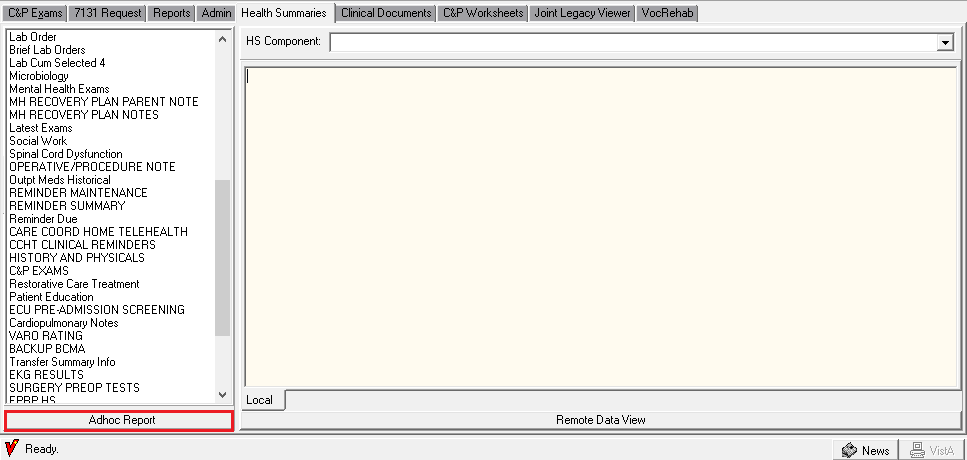 C&P Exams 7131 Request Reports Admin Health Summaries Clinical Documents C&P Worksheets Joint Legacy Viewer VocRehab
HS Component:
Lab Order
Brief Lab Orders
Lab Cum Selected 4
Microbiology
Mental Health Exams
MH RECOVERY PLAN PARENT NOTE
MH RECOVERY PLAN NOTES
Latest Exams
Social Work
Spinal Cord Dysfunction
OPERATIVE/PROCEDURE NOTE
Outpt Meds Historical
REMINDER MAINTENANCE
REMINDER SUMMARY
Reminder Due
CARE COORD HOME TELEHEALTH
CCHT CLINICAL REMINDERS
HISTORY AND PHYSICALS
C&P EXAMS
Restorative Care Treatment
Patient Education
ECU PRE-ADMISSION SCREENING
Cardiopulmonary Notes
VARO RATING
BACKUP BCMA
Transfer Summary Info
EKG RESULTS
SURGERY PREOP TESTS
EPRP HS
Local
Adhoc Report
Remote Data View
Ready.
News
VistA